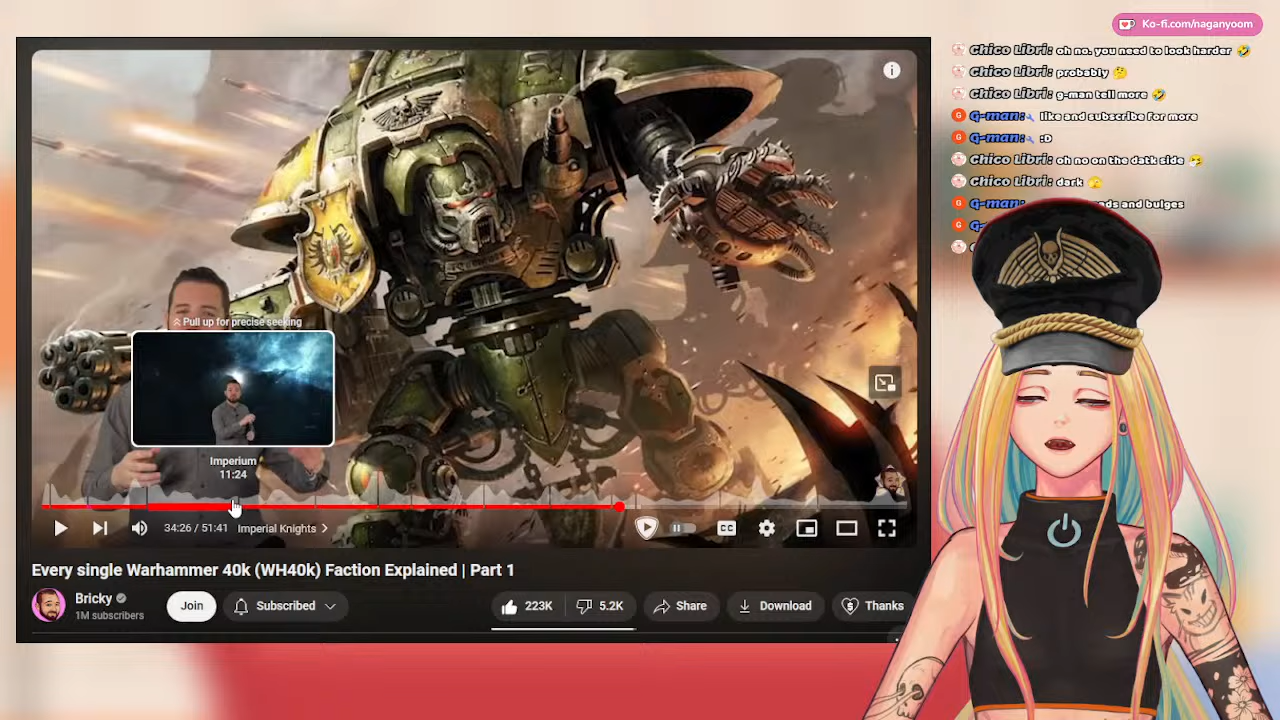 Ko-fi.com/naganyoom
Chico Libri: oh no. you need to look harder 🤣
Chico Libri: probably 🤔
Chico Libri: g-man tell more 🤣
G G-man: like and subscribe for more
G G-man: :D
Chico Libri: oh no on the datk side
Chico Libri: dark
G G-man: ads and bulges
G G-
Pull up for precise seeking
Imperium
11:24
34:26 / 51:41 Imperial Knights
CC
Every single Warhammer 40k (WH40k) Faction Explained | Part 1
Bricky
1M subscribers
Join
Subscribed
223K
5.2K
Share
Download
Thanks